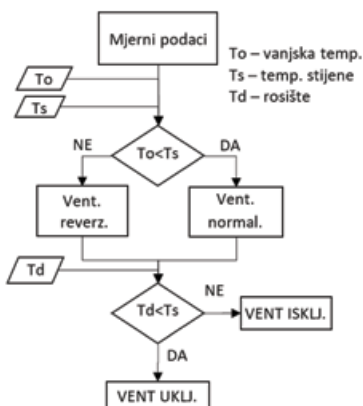 Mjerni podaci
To – vanjska temp.
Ts – temp. stijene
Td – rosište
To
Ts
NE
To<Ts
DA
Vent.
reverz.
Vent.
normal.
Td
Td<Ts
NE
VENT ISKLJ.
DA
VENT UKLJ.